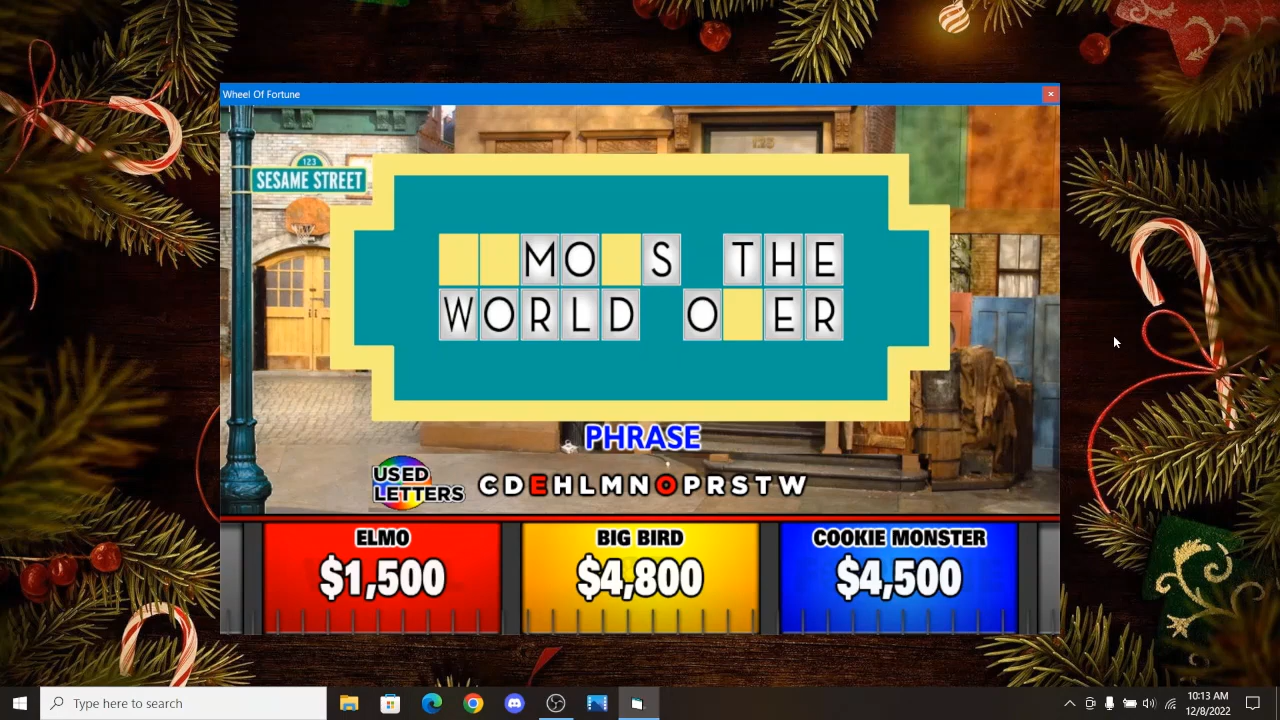 Wheel Of Fortune
123
SESAME STREET
123
MO S THE
WORLD O ER
PHRASE
USED
LETTERS
CDEHLMNOPRSTW
ELMO
$1,500
BIG BIRD
$4,800
COOKIE MONSTER
$4,500
Type here to search
10:13 AM
12/8/2022